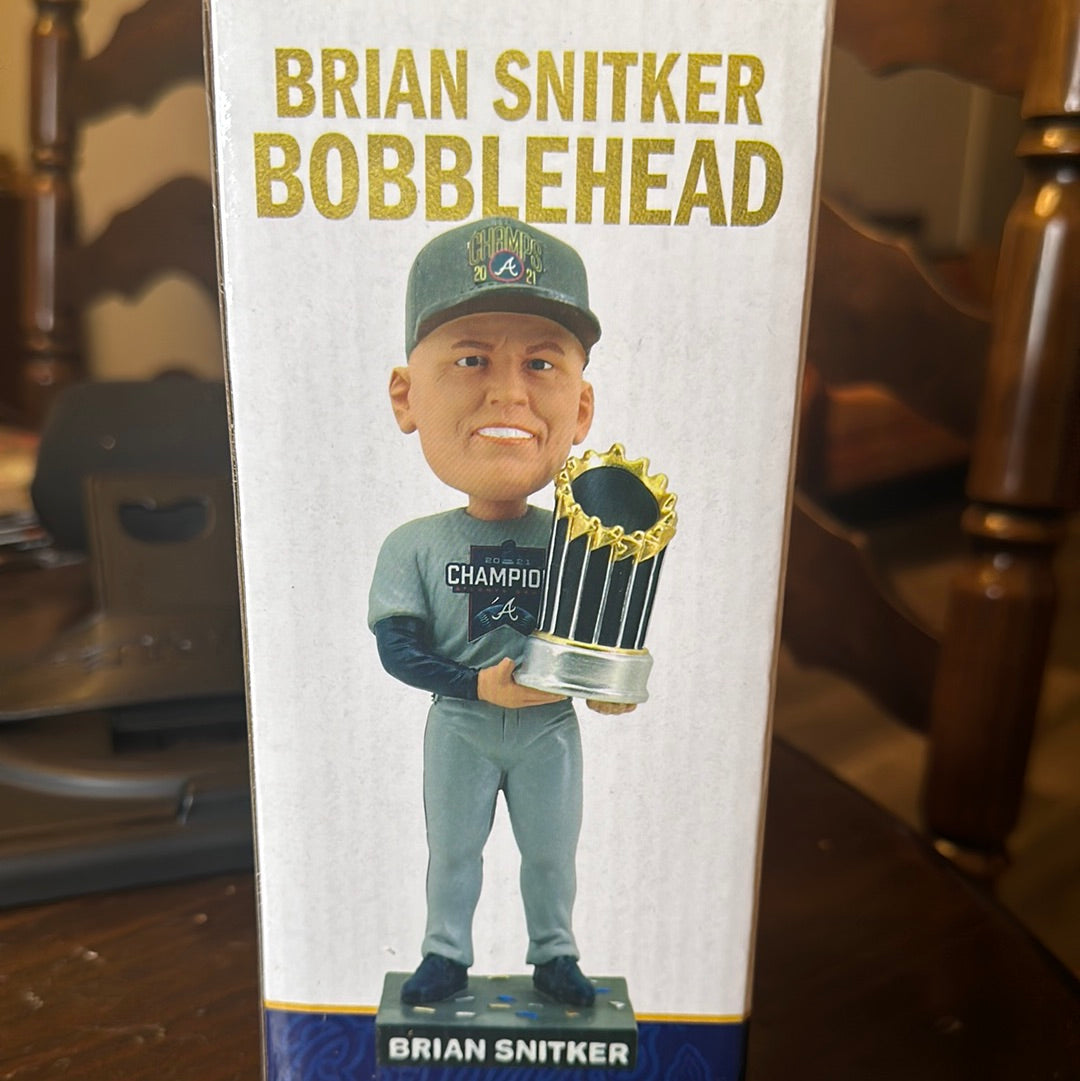 BRIAN SNITKER
BOBBLEHEAD
CHAMPS
20 A 21
2021
CHAMPIO
A
BRIAN SNITKER